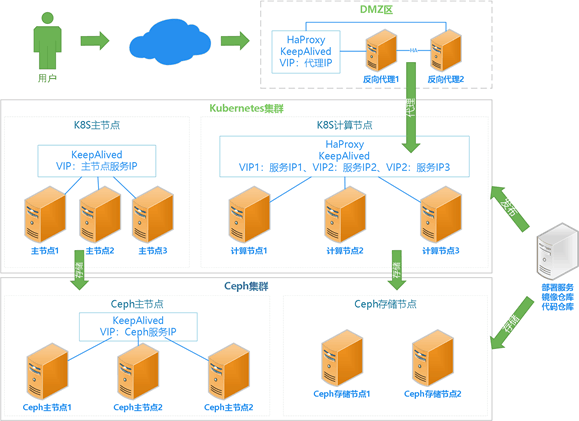 DMZ区
HaProxy
KeepAlived
VIP：代理IP
HA
反向代理1
反向代理2
用户
代理
Kubernetes集群
K8S主节点
K8S计算节点
KeepAlived
VIP：主节点服务IP
HaProxy
KeepAlived
VIP1：服务IP1、VIP2：服务IP2、VIP2：服务IP3
主节点1
主节点2
主节点3
计算节点1
计算节点2
计算节点3
发布
部署服务
镜像仓库
代码仓库
存储
存储
存储
Ceph集群
Ceph主节点
Ceph存储节点
KeepAlived
VIP：Ceph服务IP
Ceph主节点1
Ceph主节点2
Ceph主节点2
Ceph存储节点1
Ceph存储节点2